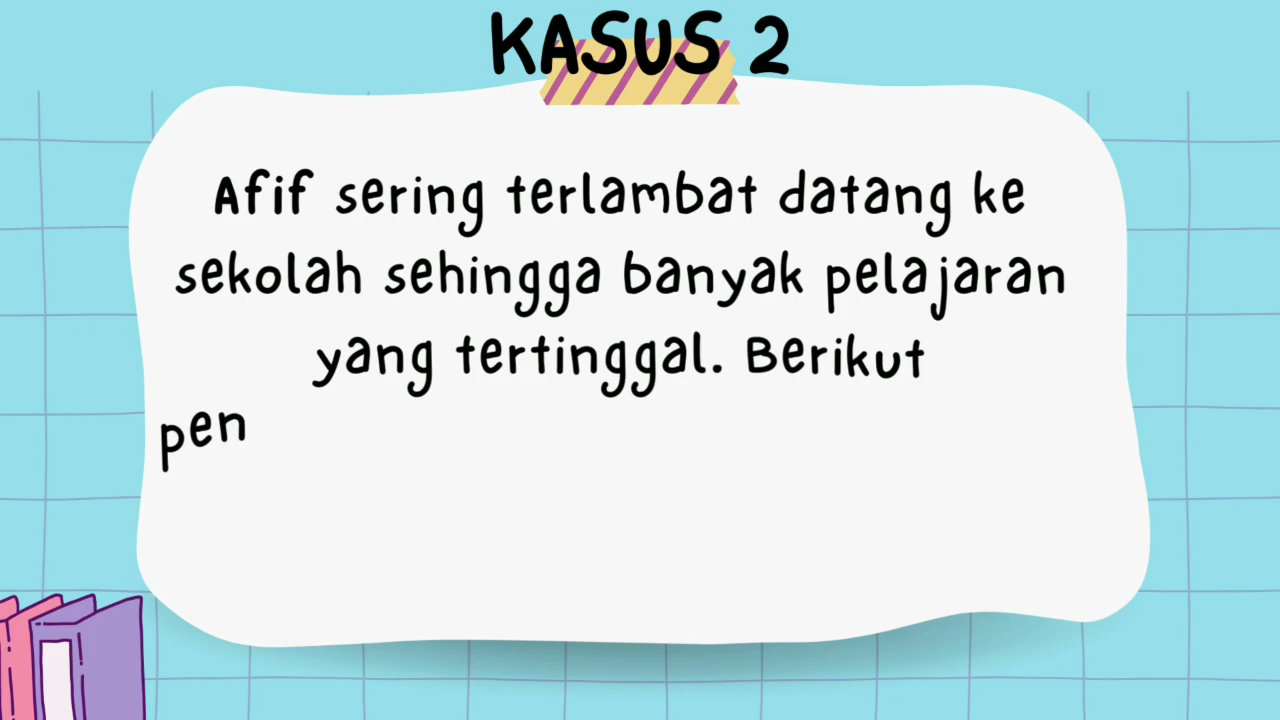 KASUS 2
Afif sering terlambat datang ke
sekolah sehingga banyak pelajaran
yang tertinggal. Berikut
pen